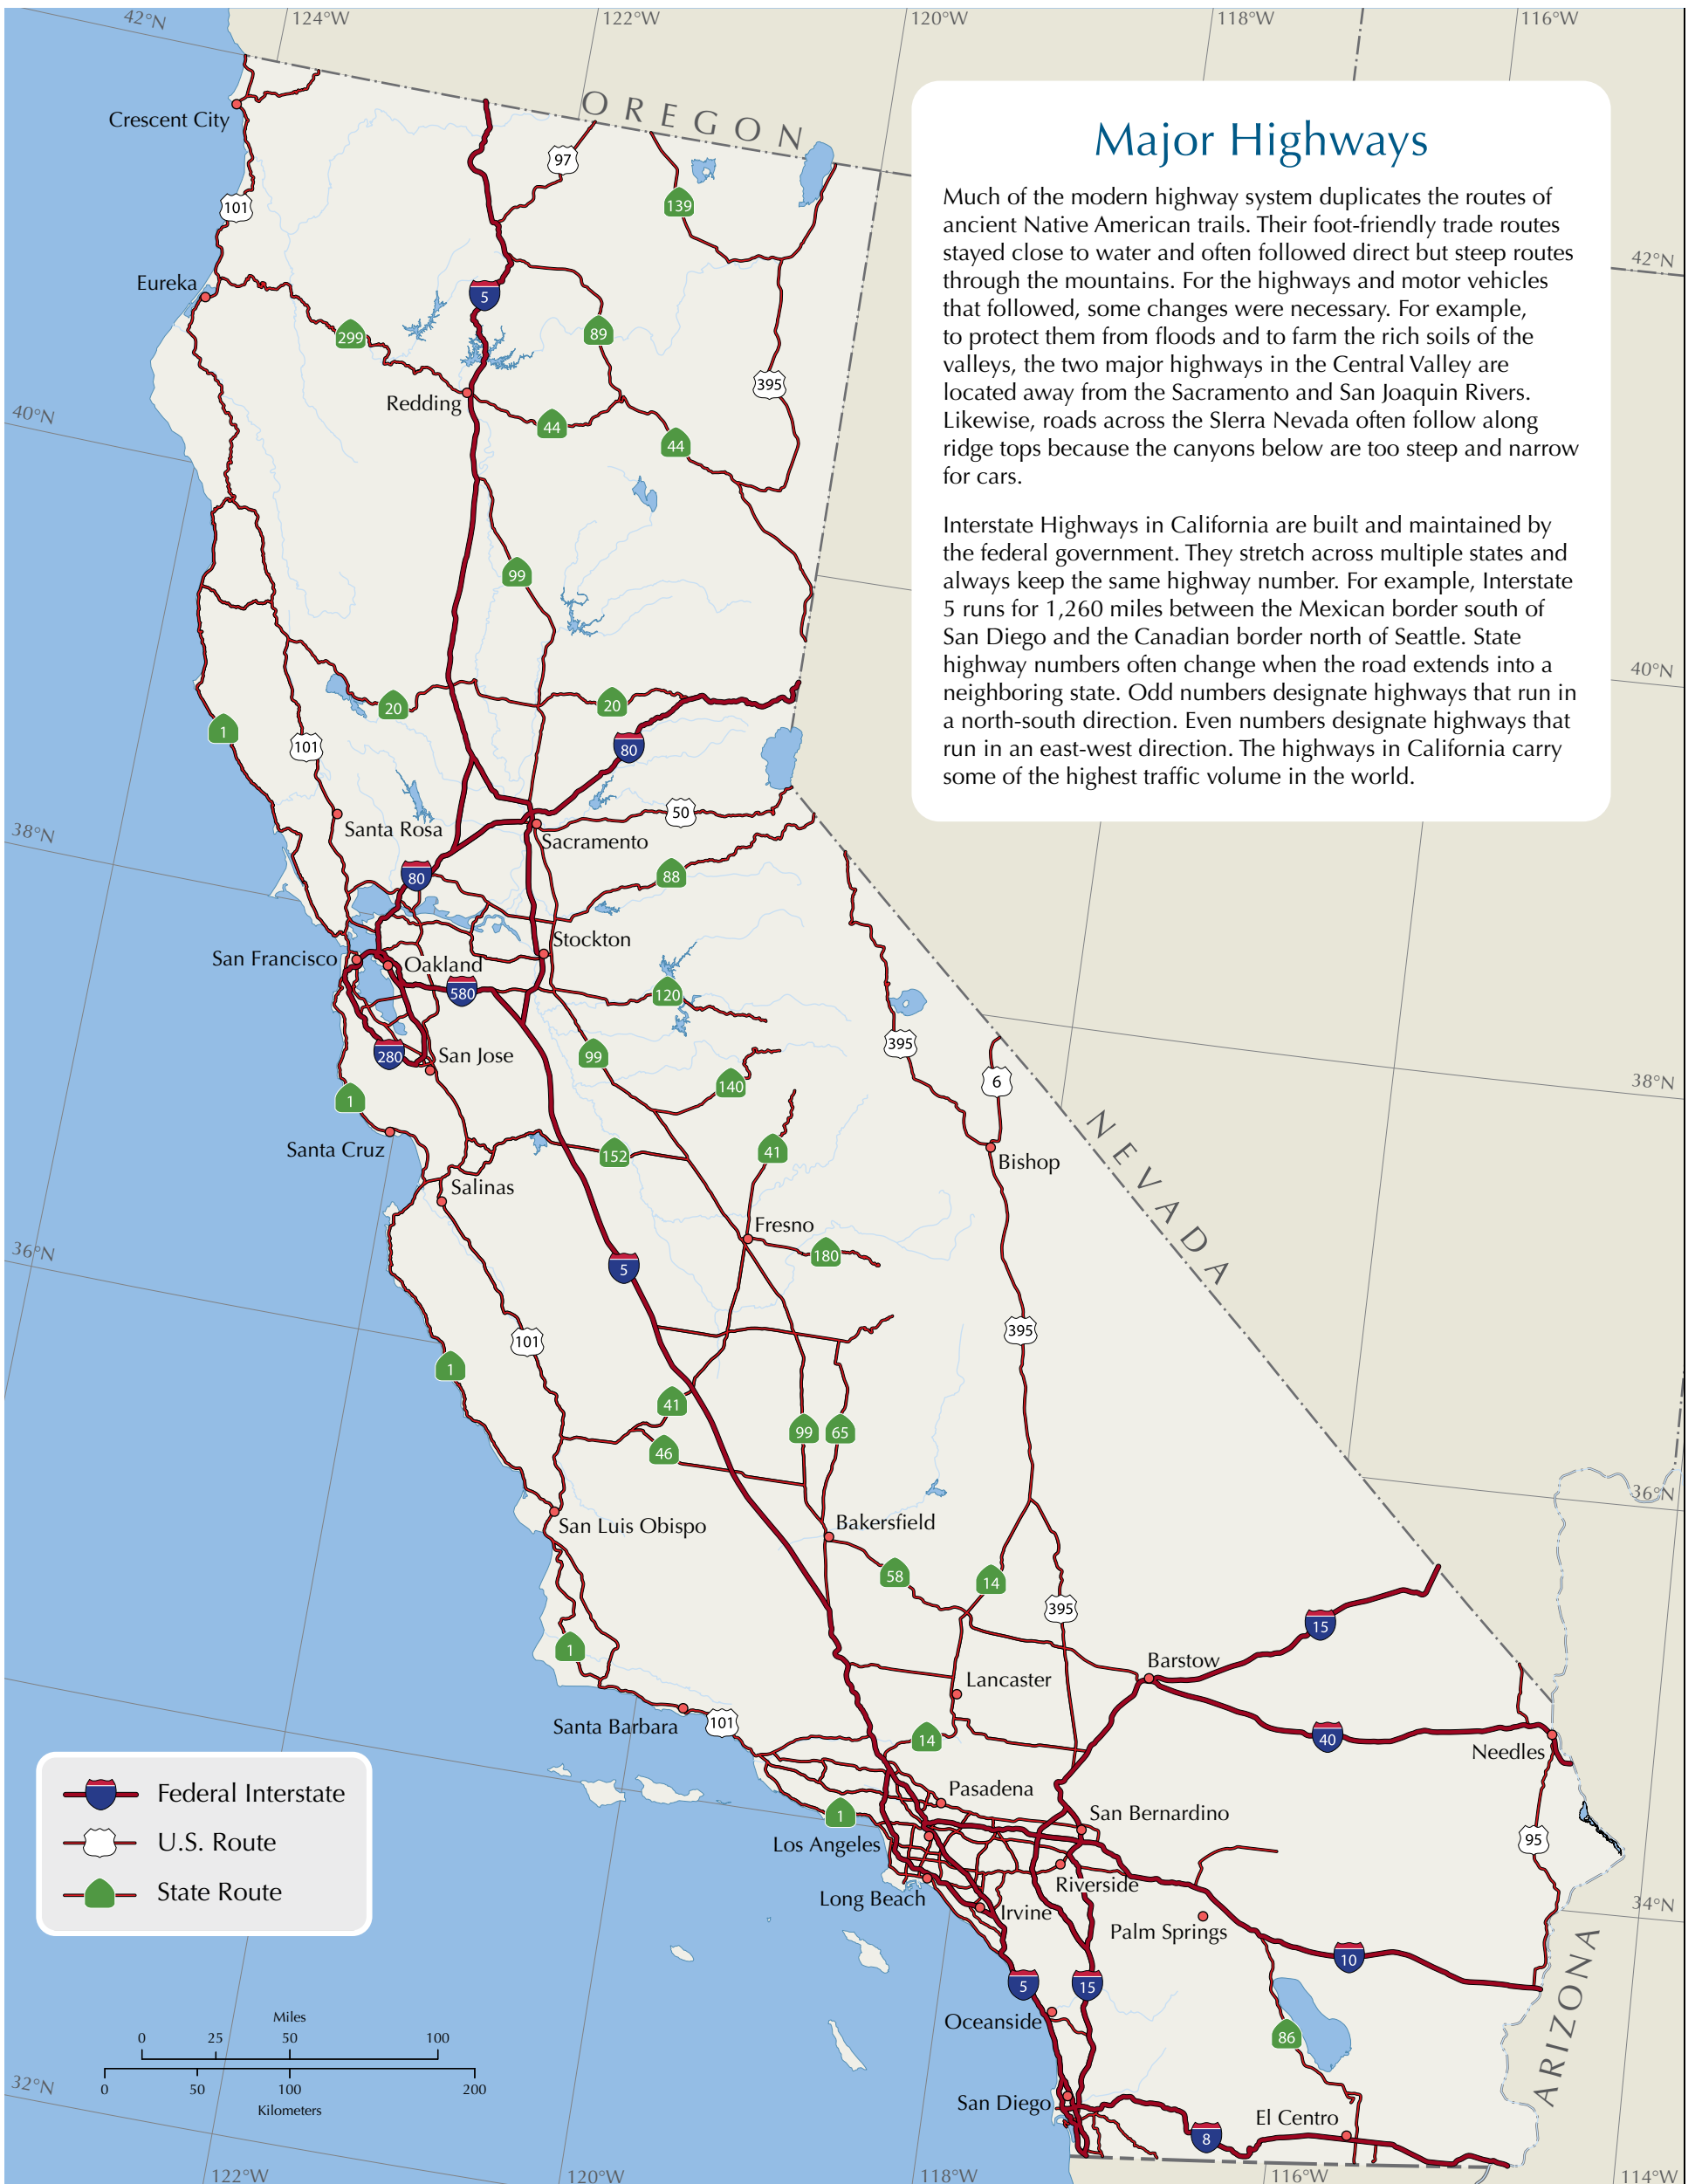 42°N
124°W
122°W
120°W
118°W
116°W
OREGON
Crescent City
97
101
139
Major Highways
Much of the modern highway system duplicates the routes of
ancient Native American trails. Their foot-friendly trade routes
stayed close to water and often followed direct but steep routes
through the mountains. For the highways and motor vehicles
that followed, some changes were necessary. For example,
to protect them from floods and to farm the rich soils of the
valleys, the two major highways in the Central Valley are
located away from the Sacramento and San Joaquin Rivers.
Likewise, roads across the SIerra Nevada often follow along
ridge tops because the canyons below are too steep and narrow
for cars.
Interstate Highways in California are built and maintained by
the federal government. They stretch across multiple states and
always keep the same highway number. For example, Interstate
5 runs for 1,260 miles between the Mexican border south of
San Diego and the Canadian border north of Seattle. State
highway numbers often change when the road extends into a
neighboring state. Odd numbers designate highways that run in
a north-south direction. Even numbers designate highways that
run in an east-west direction. The highways in California carry
some of the highest traffic volume in the world.
42°N
Eureka
5
299
89
395
Redding
40°N
44
44
99
40°N
20
20
1
101
80
50
Santa Rosa
Sacramento
38°N
80
88
Stockton
San Francisco
Oakland
580
120
395
280
San Jose
99
140
6
38°N
1
Santa Cruz
152
41
Bishop
NEVADA
Salinas
Fresno
180
36°N
5
101
395
1
41
99
65
46
36°N
San Luis Obispo
Bakersfield
58
14
395
15
1
Barstow
Lancaster
Santa Barbara
101
14
40
Needles
Pasadena
1
San Bernardino
Los Angeles
95
Riverside
Long Beach
Irvine
Palm Springs
34°N
10
ARIZONA
5
15
Oceanside
86
San Diego
El Centro
8
Federal Interstate
U.S. Route
State Route
Miles
0 25 50 100
0 50 100 200
Kilometers
32°N
122°W
120°W
118°W
116°W
114°W